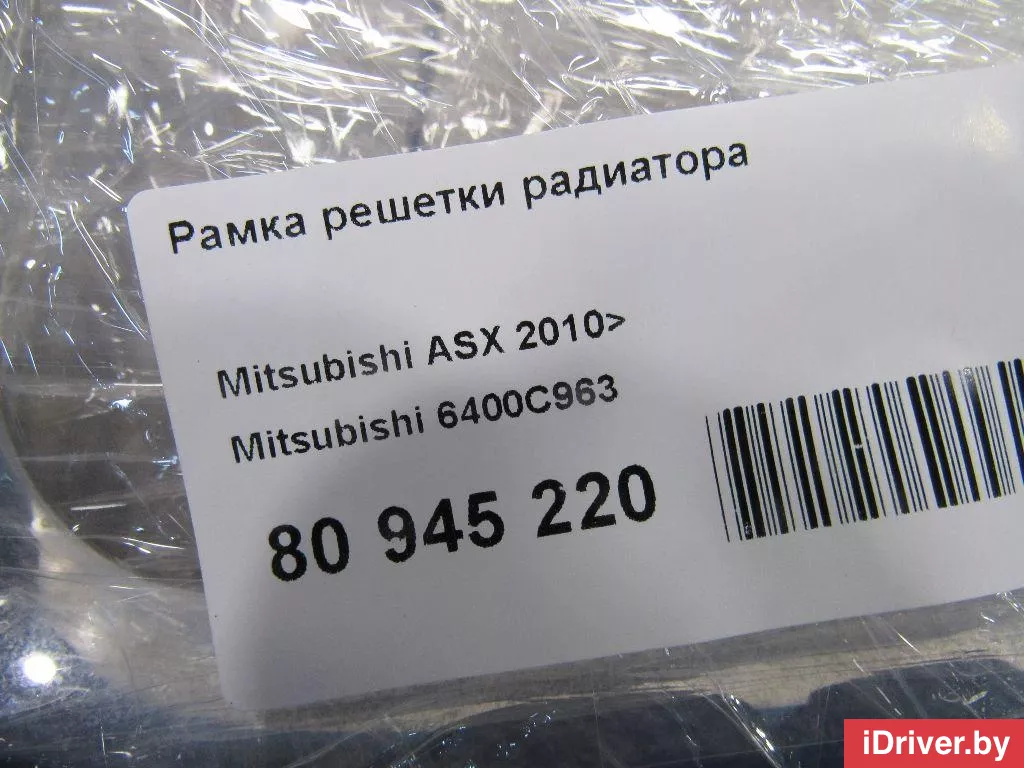 Рамка решетки радиатора
Mitsubishi ASX 2010>
Mitsubishi 6400C963
80 945 220
iDriver.by